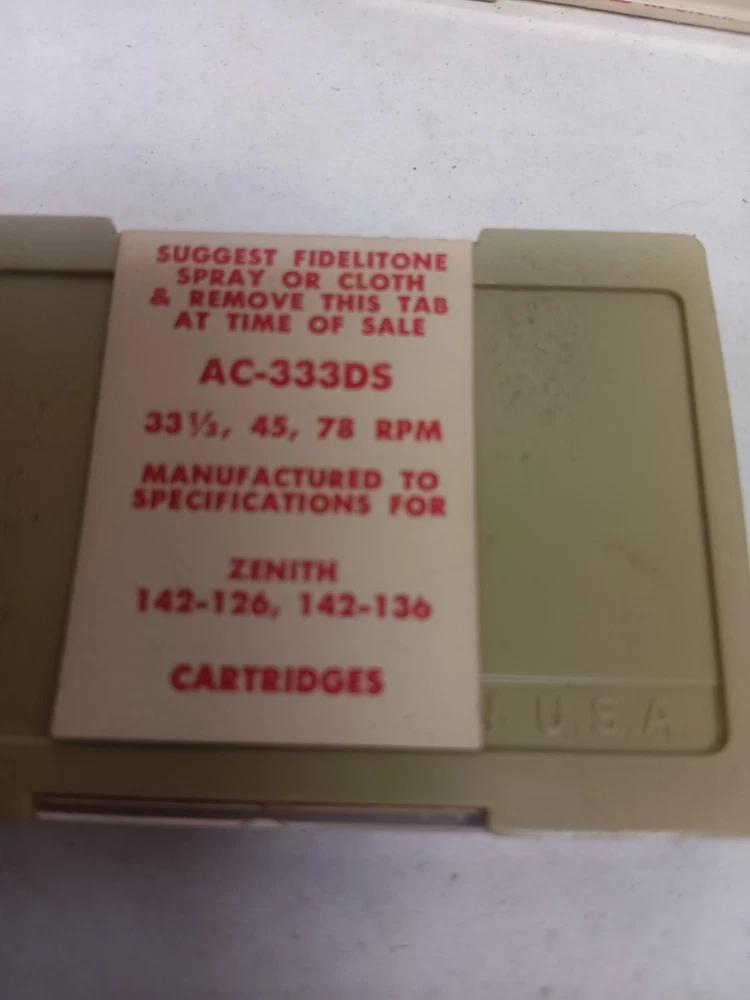 SUGGEST FIDELITONE
SPRAY OR CLOTH
& REMOVE THIS TAB
AT TIME OF SALE
AC-333DS
33⅓, 45, 78 RPM
MANUFACTURED TO
SPECIFICATIONS FOR
ZENITH
142-126, 142-136
CARTRIDGES
U.S.A.